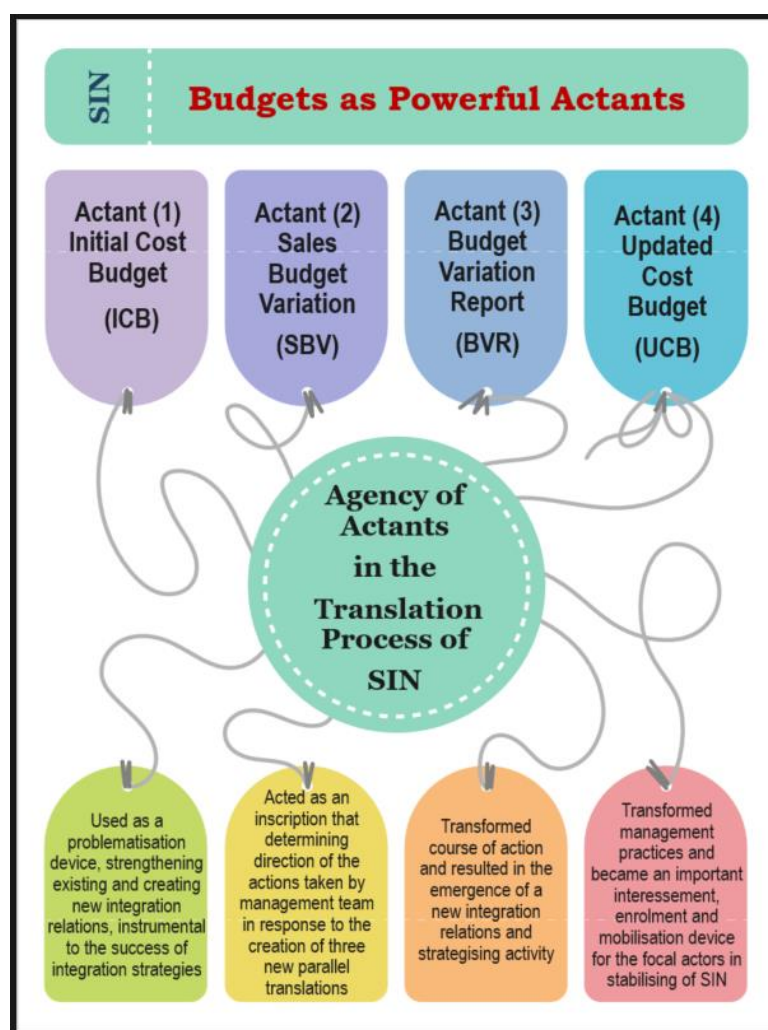 SIN
Budgets as Powerful Actants
Actant (1)
Initial Cost
Budget
(ICB)
Actant (2)
Sales
Budget
Variation
(SBV)
Actant (3)
Budget
Variation
Report
(BVR)
Actant (4)
Updated
Cost
Budget
(UCB)
Agency of
Actants
in the
Translation
Process of
SIN
Used as a
problematisation
device, strengthening
existing and creating
new integration
relations, instrumental
to the success of
integration strategies
Acted as an
inscription that
determining
direction of the
actions taken by
management team
in response to the
creation of three
new parallel
translations
Transformed
course of action
and resulted in the
emergence of a
new integration
relations and
strategising activity
Transformed
management
practices and
became an important
interessement,
enrolment and
mobilisation device
for the focal actors in
stabilising of SIN